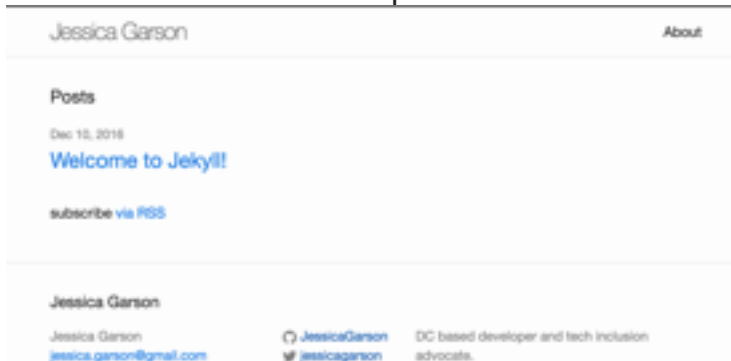 Jessica Garson
About
Posts
Dec 10, 2016
Welcome to Jekyll!
subscribe via RSS
Jessica Garson
Jessica Garson
jessica.garson@gmail.com
JessicaGarson
jessicagarson
DC based developer and tech inclusion
advocate.